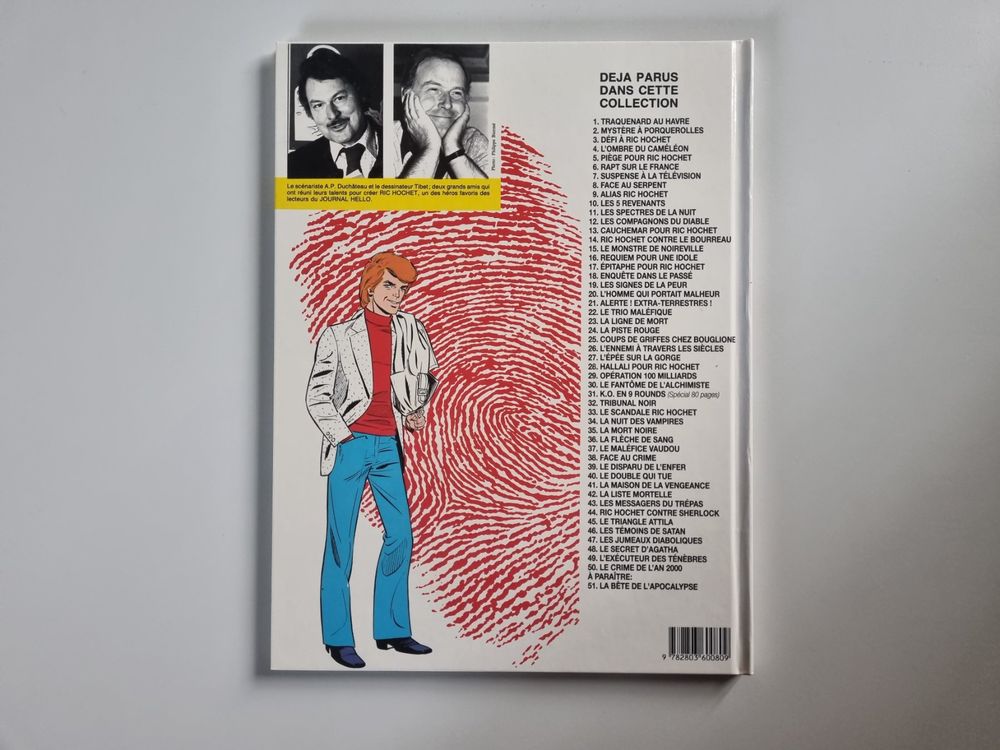 Photo: Philippe Buissé
Le scénariste A.P. Duchâteau et le dessinateur Tibet; deux grands amis qui
ont réuni leurs talents pour créer RIC HOCHET, un des héros favoris des
lecteurs du JOURNAL HELLO.
DEJA PARUS
DANS CETTE
COLLECTION
1. TRAQUENARD AU HAVRE
2. MYSTÈRE À PORQUEROLLES
3. DÉFI À RIC HOCHET
4. L'OMBRE DU CAMÉLÉON
5. PIÈGE POUR RIC HOCHET
6. RAPT SUR LE FRANCE
7. SUSPENSE À LA TÉLÉVISION
8. FACE AU SERPENT
9. ALIAS RIC HOCHET
10. LES 5 REVENANTS
11. LES SPECTRES DE LA NUIT
12. LES COMPAGNONS DU DIABLE
13. CAUCHEMAR POUR RIC HOCHET
14. RIC HOCHET CONTRE LE BOURREAU
15. LE MONSTRE DE NOIREVILLE
16. REQUIEM POUR UNE IDOLE
17. ÉPITAPHE POUR RIC HOCHET
18. ENQUÊTE DANS LE PASSÉ
19. LES SIGNES DE LA PEUR
20. L'HOMME QUI PORTAIT MALHEUR
21. ALERTE ! EXTRA-TERRESTRES !
22. LE TRIO MALÉFIQUE
23. LA LIGNE DE MORT
24. LA PISTE ROUGE
25. COUPS DE GRIFFES CHEZ BOUGLIONE
26. L'ENNEMI À TRAVERS LES SIÈCLES
27. L'ÉPÉE SUR LA GORGE
28. HALLALI POUR RIC HOCHET
29. OPÉRATION 100 MILLIARDS
30. LE FANTÔME DE L'ALCHIMISTE
31. K.O. EN 9 ROUNDS (Spécial 80 pages)
32. TRIBUNAL NOIR
33. LE SCANDALE RIC HOCHET
34. LA NUIT DES VAMPIRES
35. LA MORT NOIRE
36. LA FLÈCHE DE SANG
37. LE MALÉFICE VAUDOU
38. FACE AU CRIME
39. LE DISPARU DE L'ENFER
40. LE DOUBLE QUI TUE
41. LA MAISON DE LA VENGEANCE
42. LA LISTE MORTELLE
43. LES MESSAGERS DU TRÉPAS
44. RIC HOCHET CONTRE SHERLOCK
45. LE TRIANGLE ATTILA
46. LES TÉMOINS DE SATAN
47. LES JUMEAUX DIABOLIQUES
48. LE SECRET D'AGATHA
49. L'EXÉCUTEUR DES TÉNÈBRES
50. LE CRIME DE L'AN 2000
À PARAÎTRE:
51. LA BÊTE DE L'APOCALYPSE
9 782803 600809